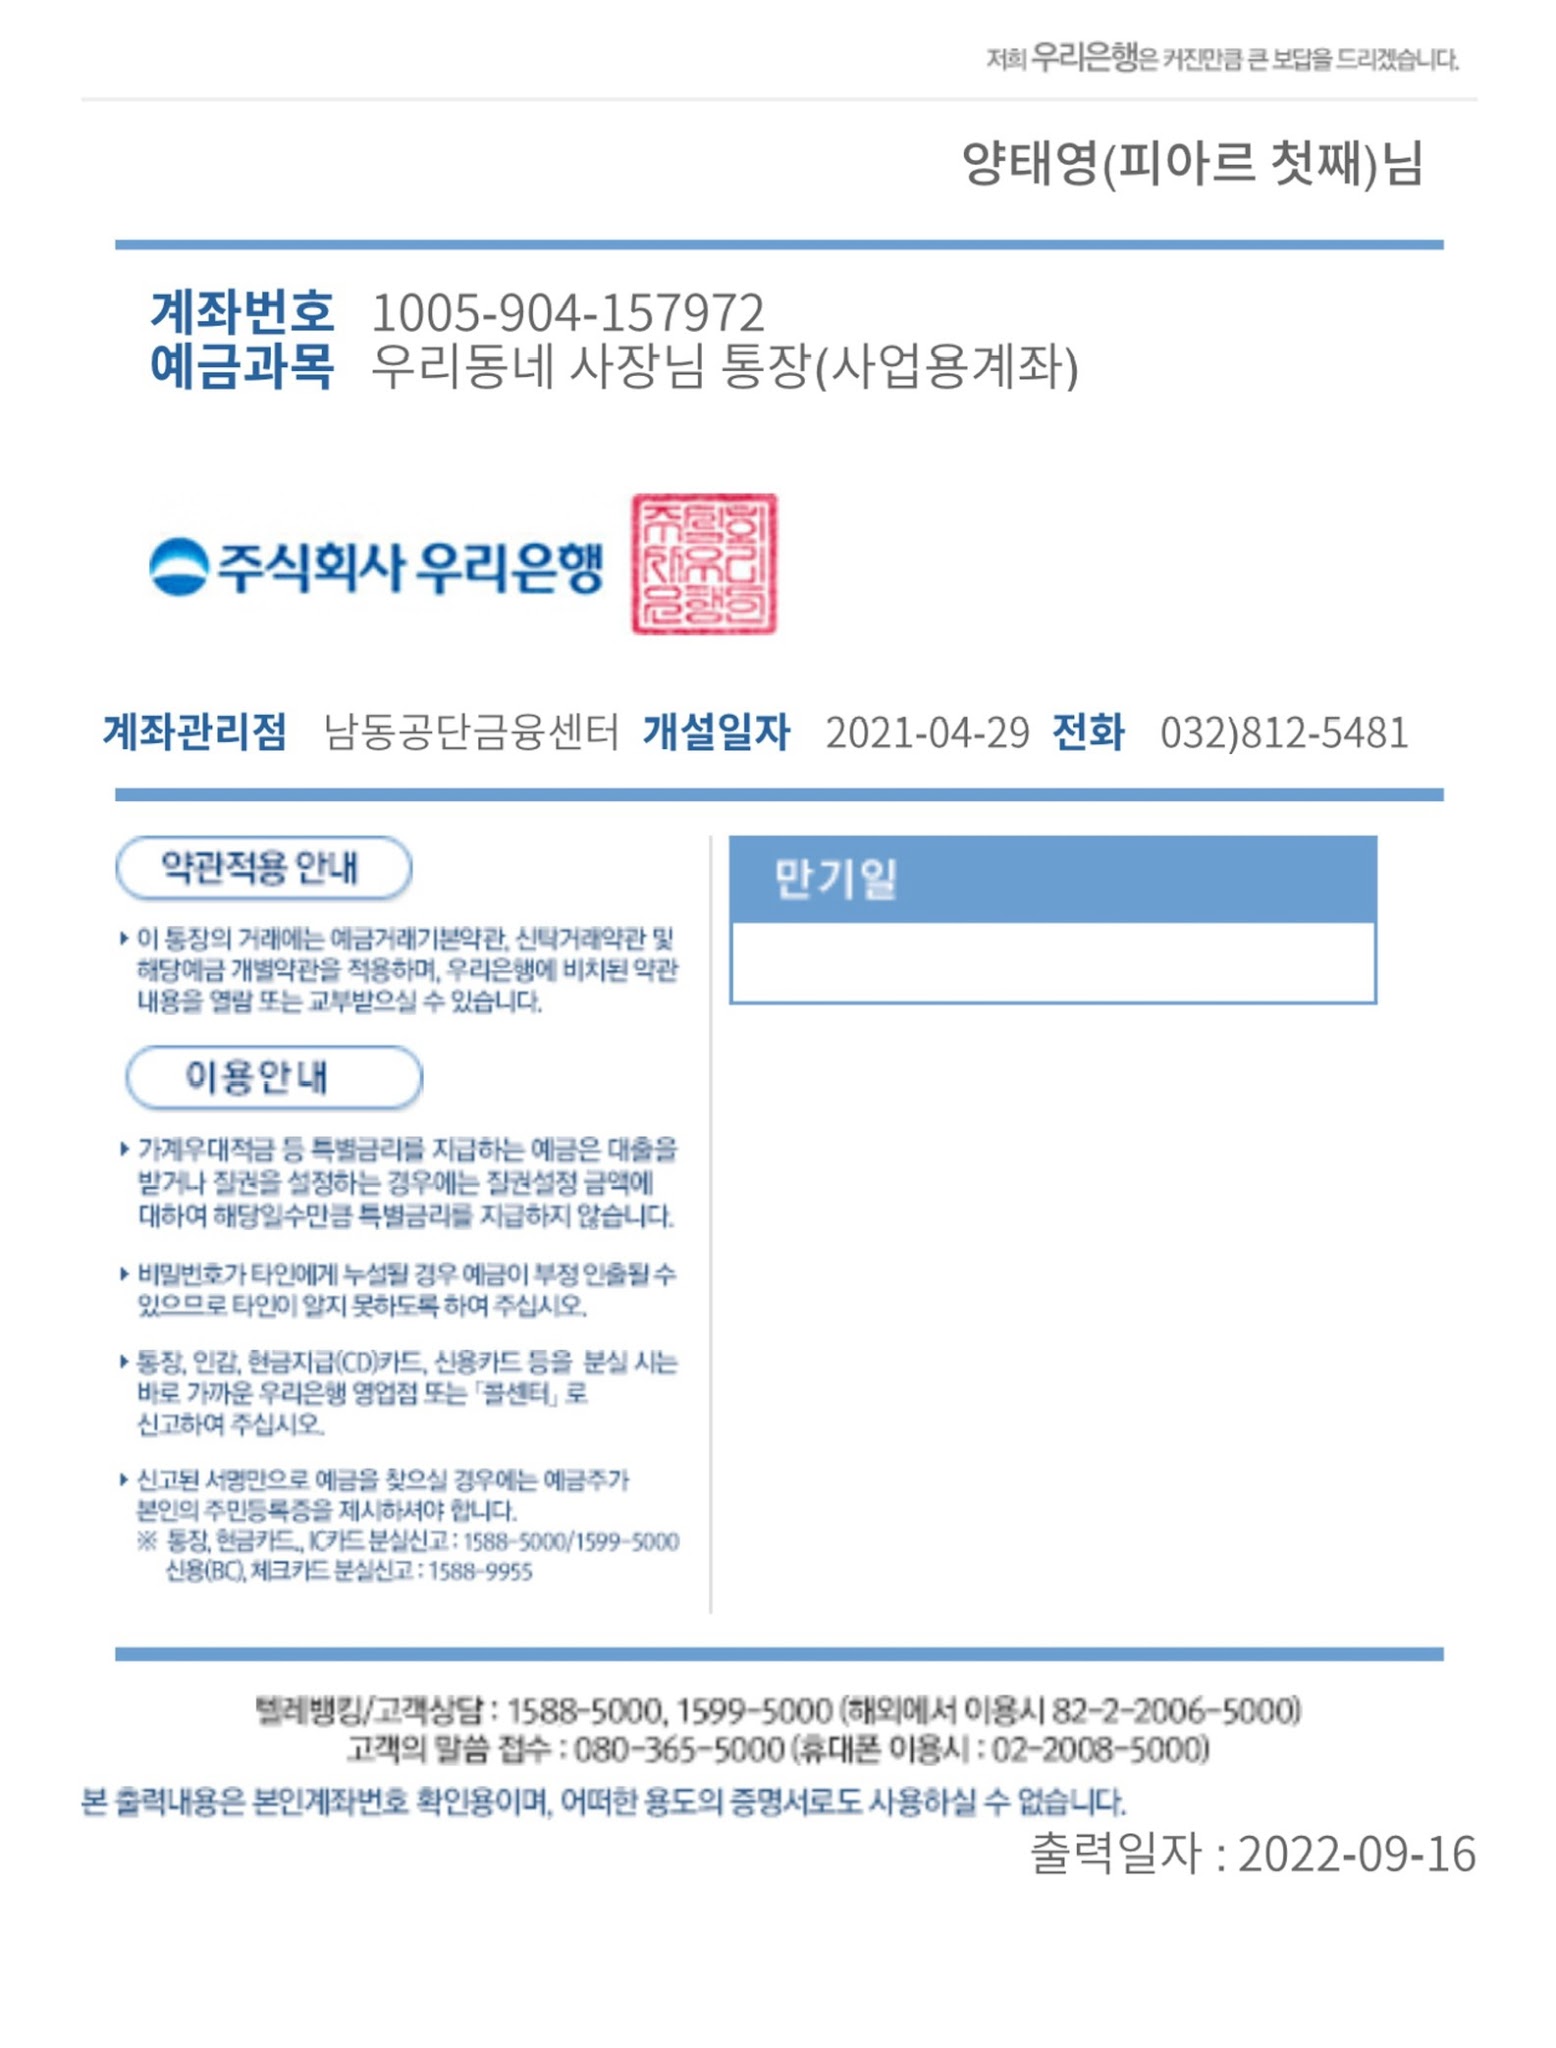 저희 우리은행은 커진만큼 큰 보답을 드리겠습니다.
양태영(피아르 첫째)님
계좌번호 1005-904-157972
예금과목 우리동네 사장님 통장(사업용계좌)
주식회사 우리은행
계좌관리점 남동공단금융센터 개설일자 2021-04-29 전화 032)812-5481
약관적용 안내
▸ 이 통장의 거래에는 예금거래기본약관, 신탁거래약관 및
해당예금 개별약관을 적용하며, 우리은행에 비치된 약관
내용을 열람 또는 교부받으실 수 있습니다.
이용안내
▸ 가계우대적금 등 특별금리를 지급하는 예금은 대출을
받거나 질권을 설정하는 경우에는 질권설정 금액에
대하여 해당일수만큼 특별금리를 지급하지 않습니다.
▸ 비밀번호가 타인에게 누설될 경우 예금이 부정 인출될 수
있으므로 타인이 알지 못하도록 하여 주십시오.
▸ 통장, 인감, 현금지급(CD)카드, 신용카드 등을 분실 시는
바로 가까운 우리은행 영업점 또는 「콜센터」로
신고하여 주십시오.
▸ 신고된 서명만으로 예금을 찾으실 경우에는 예금주가
본인의 주민등록증을 제시하셔야 합니다.
※ 통장, 현금카드., IC카드 분실신고 : 1588-5000/1599-5000
신용(BC), 체크카드 분실신고 : 1588-9955
만기일
텔레뱅킹/고객상담 : 1588-5000, 1599-5000 (해외에서 이용시 82-2-2006-5000)
고객의 말씀 접수 : 080-365-5000 (휴대폰 이용시 : 02-2008-5000)
본 출력내용은 본인계좌번호 확인용이며, 어떠한 용도의 증명서로도 사용하실 수 없습니다.
출력일자 : 2022-09-16